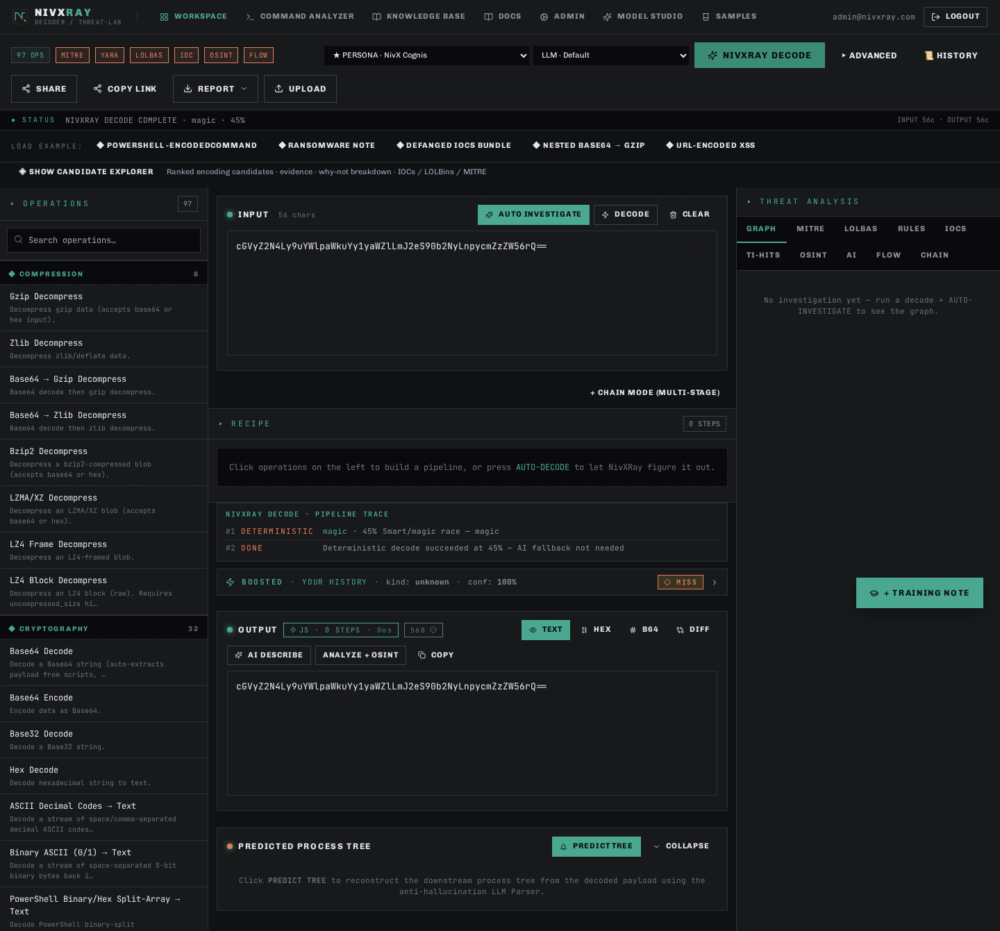 NIVXRAY
DECODER / THREAT-LAB
WORKSPACE
COMMAND ANALYZER
KNOWLEDGE BASE
DOCS
ADMIN
MODEL STUDIO
SAMPLES
admin@nivxray.com
LOGOUT
97 OPS
MITRE
YARA
LOLBAS
IOC
OSINT
FLOW
★ PERSONA · NivX Cognis
LLM · Default
NIVXRAY DECODE
▸ ADVANCED
📜 HISTORY
SHARE
COPY LINK
REPORT
UPLOAD
● STATUS NIVXRAY DECODE COMPLETE · magic · 45%
INPUT 56c · OUTPUT 56c
LOAD EXAMPLE:
◆ POWERSHELL -ENCODEDCOMMAND
◆ RANSOMWARE NOTE
◆ DEFANGED IOCS BUNDLE
◆ NESTED BASE64 → GZIP
◆ URL-ENCODED XSS
◈ SHOW CANDIDATE EXPLORER
Ranked encoding candidates · evidence · why-not breakdown · IOCs / LOLBins / MITRE
▸ OPERATIONS
97
Search operations…
◆ COMPRESSION
8
Gzip Decompress
Decompress gzip data (accepts base64 or
hex input).
Zlib Decompress
Decompress zlib/deflate data.
Base64 → Gzip Decompress
Base64 decode then gzip decompress.
Base64 → Zlib Decompress
Base64 decode then zlib decompress.
Bzip2 Decompress
Decompress a bzip2-compressed blob
(accepts base64 or hex).
LZMA/XZ Decompress
Decompress an LZMA/XZ blob (accepts
base64 or hex).
LZ4 Frame Decompress
Decompress an LZ4-framed blob.
LZ4 Block Decompress
Decompress an LZ4 block (raw). Requires
uncompressed_size hi…
◆ CRYPTOGRAPHY
32
Base64 Decode
Decode a Base64 string (auto-extracts
payload from scripts, …
Base64 Encode
Encode data as Base64.
Base32 Decode
Decode a Base32 string.
Hex Decode
Decode hexadecimal string to text.
ASCII Decimal Codes → Text
Decode a stream of space/comma-separated
decimal ASCII codes…
Binary ASCII (0/1) → Text
Decode a stream of space-separated 8-bit
binary bytes back i…
PowerShell Binary/Hex Split-Array →
Text
Decode PowerShell binary-split
INPUT
56 chars
AUTO INVESTIGATE
DECODE
CLEAR
cGVyZ2N4Ly9uYWlpaWkuYy1yaWZlLmJ2eS90b2NyLnpycmZzZW56rQ==
+ CHAIN MODE (MULTI-STAGE)
▸ RECIPE
0 STEPS
Click operations on the left to build a pipeline, or press AUTO-DECODE to let NivXRay figure it out.
NIVXRAY DECODE · PIPELINE TRACE
#1 DETERMINISTIC magic · 45% Smart/magic race — magic
#2 DONE Deterministic decode succeeded at 45% — AI fallback not needed
BOOSTED · YOUR HISTORY · kind: unknown · conf: 100%
MISS
OUTPUT
JS · 0 STEPS · 0ms
56B
TEXT
HEX
B64
DIFF
AI DESCRIBE
ANALYZE + OSINT
COPY
cGVyZ2N4Ly9uYWlpaWkuYy1yaWZlLmJ2eS90b2NyLnpycmZzZW56rQ==
PREDICTED PROCESS TREE
PREDICT TREE
COLLAPSE
Click PREDICT TREE to reconstruct the downstream process tree from the decoded payload using the
anti-hallucination LLM Parser.
▸ THREAT ANALYSIS
GRAPH
MITRE
LOLBAS
RULES
IOCS
TI-HITS
OSINT
AI
FLOW
CHAIN
No investigation yet — run a decode + AUTO-
INVESTIGATE to see the graph.
+ TRAINING NOTE